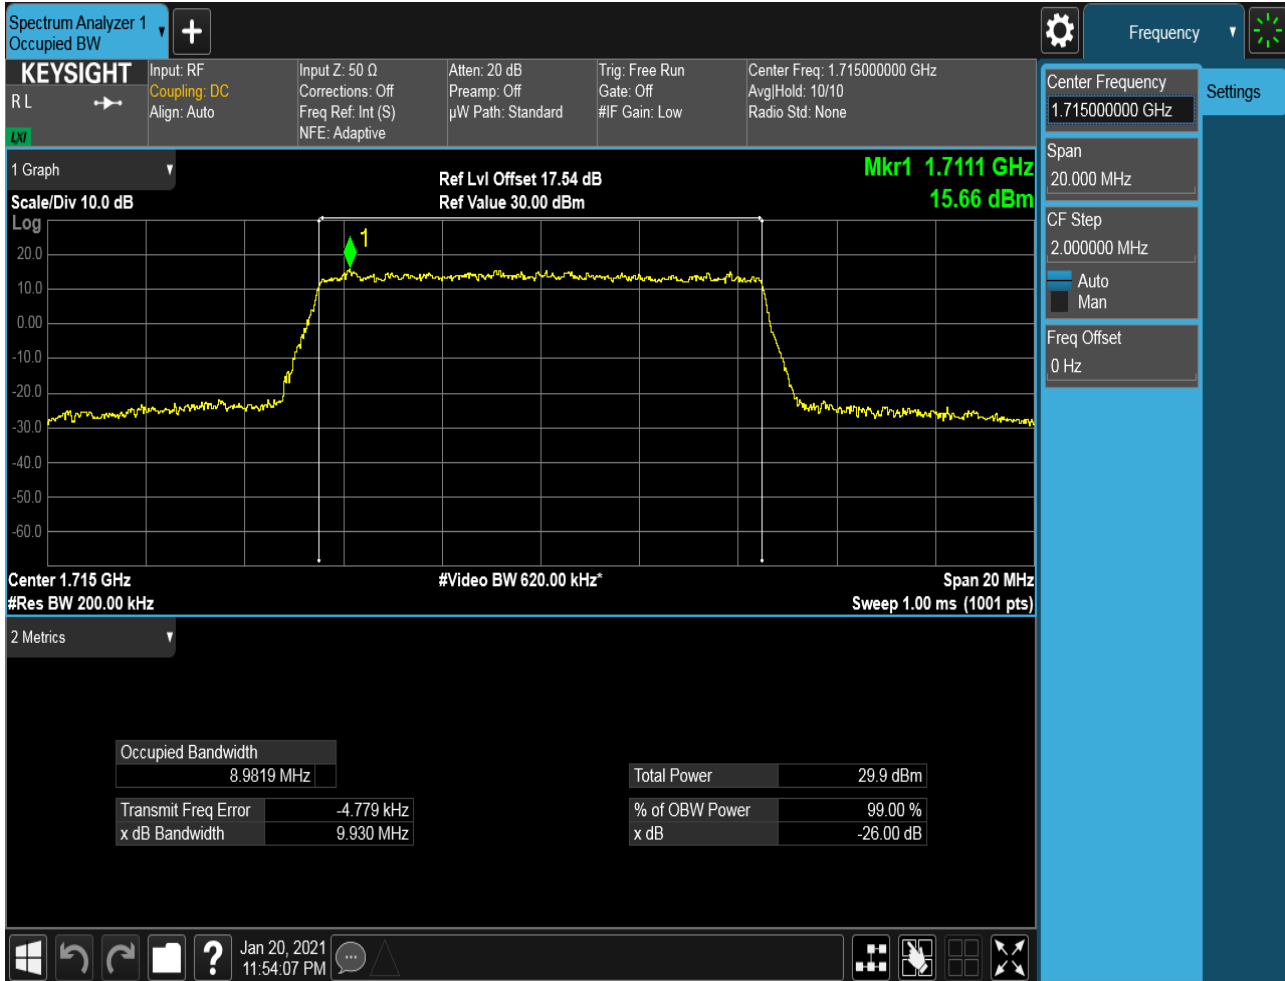 Spectrum Analyzer 1
Occupied BW
Frequency
KEYSIGHT
R L
LXI
Input: RF
Coupling: DC
Align: Auto
Input Z: 50 Ω
Corrections: Off
Freq Ref: Int (S)
NFE: Adaptive
Atten: 20 dB
Preamp: Off
µW Path: Standard
Trig: Free Run
Gate: Off
#IF Gain: Low
Center Freq: 1.715000000 GHz
Avg|Hold: 10/10
Radio Std: None
Center Frequency
1.715000000 GHz
Settings
Span
20.000 MHz
CF Step
2.000000 MHz
Auto
Man
Freq Offset
0 Hz
1 Graph
Scale/Div 10.0 dB
Ref Lvl Offset 17.54 dB
Ref Value 30.00 dBm
Mkr1 1.7111 GHz
15.66 dBm
Log
1
20.0
10.0
0.00
-10.0
-20.0
-30.0
-40.0
-50.0
-60.0
Center 1.715 GHz
#Video BW 620.00 kHz*
Span 20 MHz
#Res BW 200.00 kHz
Sweep 1.00 ms (1001 pts)
2 Metrics
Occupied Bandwidth
8.9819 MHz
Total Power 29.9 dBm
Transmit Freq Error -4.779 kHz
% of OBW Power 99.00 %
x dB Bandwidth 9.930 MHz
x dB -26.00 dB
?
Jan 20, 2021
11:54:07 PM